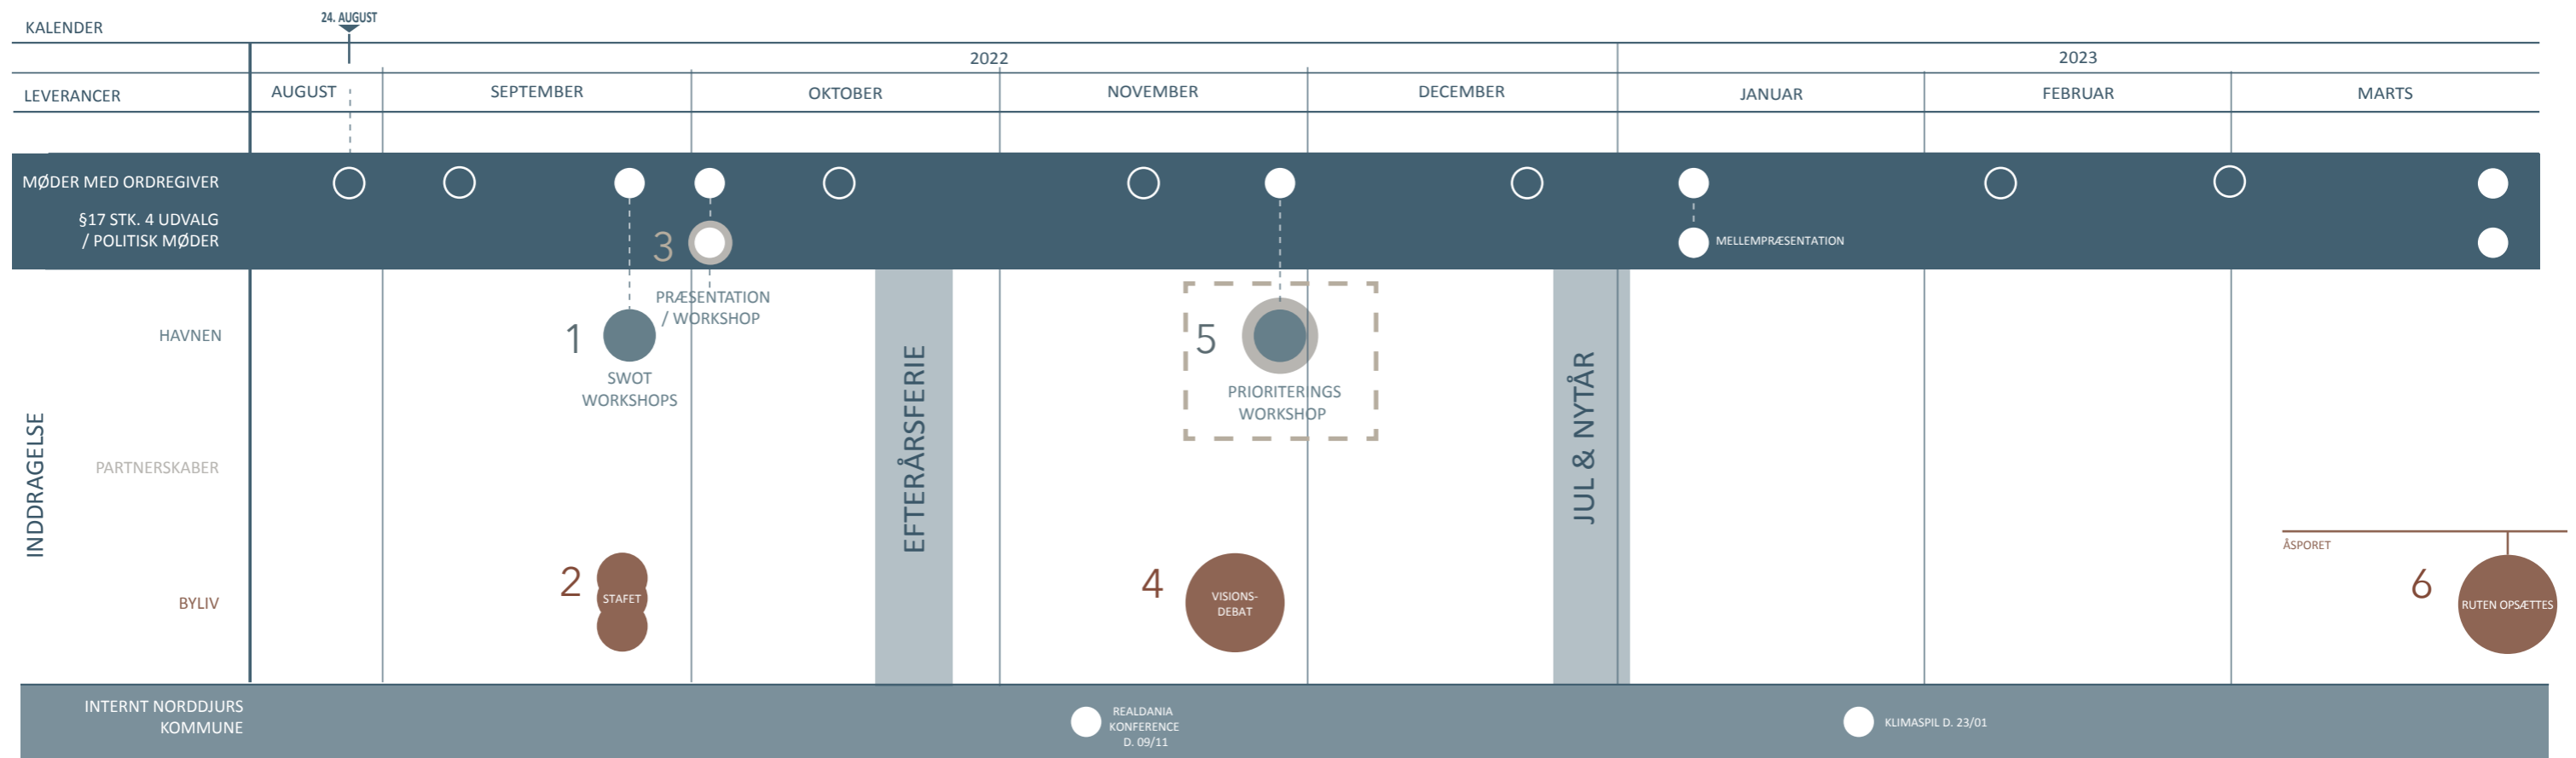 24. AUGUST
KALENDER
2022
2023
LEVERANCER
AUGUST
SEPTEMBER
OKTOBER
NOVEMBER
DECEMBER
JANUAR
FEBRUAR
MARTS
MØDER MED ORDREGIVER
§17 STK. 4 UDVALG
/ POLITISK MØDER
3
MELLEMPRÆSENTATION
PRÆSENTATION
/ WORKSHOP
HAVNEN
1
SWOT
WORKSHOPS
5
PRIORITERINGS
WORKSHOP
EFTERÅRSFERIE
JUL & NYTÅR
INDDRAGELSE
PARTNERSKABER
ÅSPORET
BYLIV
2
STAFET
4
VISIONS-
DEBAT
6
RUTEN OPSÆTTES
INTERNT NORDDJURS
KOMMUNE
REALDANIA
KONFERENCE
D. 09/11
KLIMASPIL D. 23/01